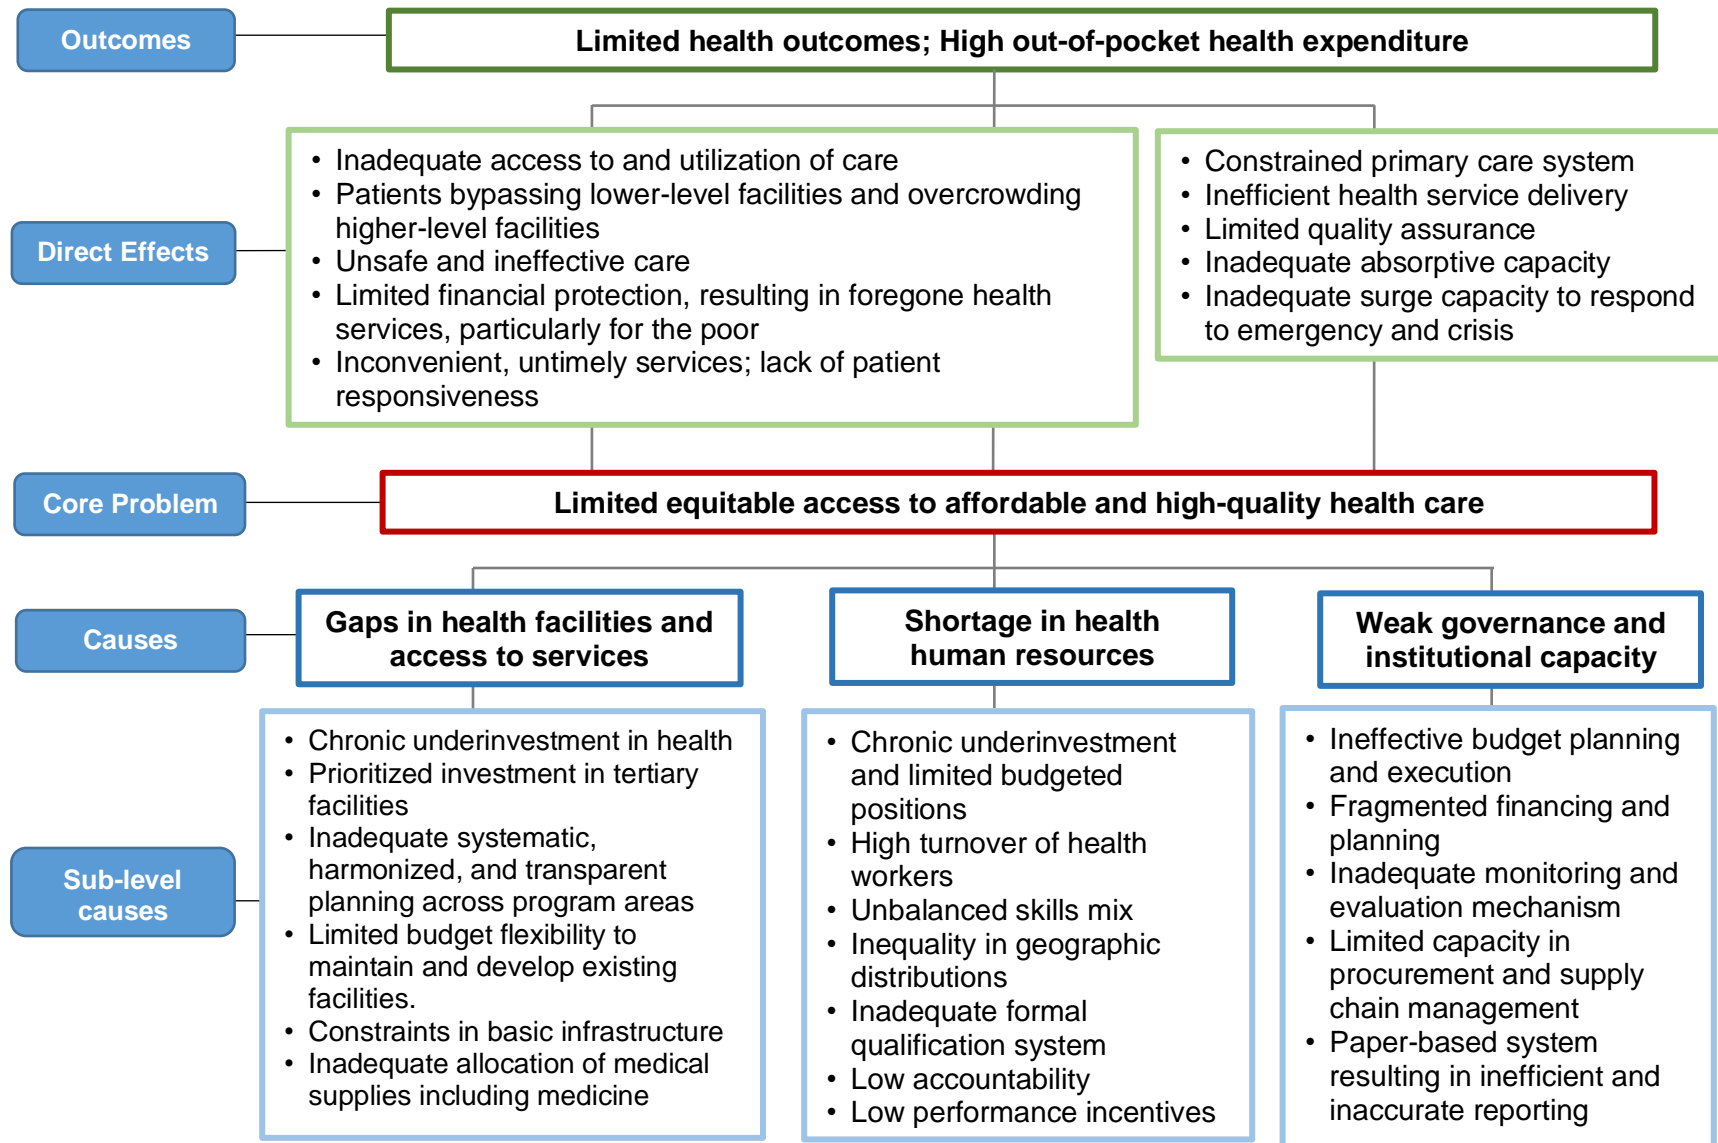 Outcomes
Limited health outcomes; High out-of-pocket health expenditure
Direct Effects
• Inadequate access to and utilization of care
• Patients bypassing lower-level facilities and overcrowding
higher-level facilities
• Unsafe and ineffective care
• Limited financial protection, resulting in foregone health
services, particularly for the poor
• Inconvenient, untimely services; lack of patient
responsiveness
• Constrained primary care system
• Inefficient health service delivery
• Limited quality assurance
• Inadequate absorptive capacity
• Inadequate surge capacity to respond
to emergency and crisis
Core Problem
Limited equitable access to affordable and high-quality health care
Causes
Gaps in health facilities and
access to services
Shortage in health
human resources
Weak governance and
institutional capacity
Sub-level
causes
• Chronic underinvestment in health
• Prioritized investment in tertiary
facilities
• Inadequate systematic,
harmonized, and transparent
planning across program areas
• Limited budget flexibility to
maintain and develop existing
facilities.
• Constraints in basic infrastructure
• Inadequate allocation of medical
supplies including medicine
• Chronic underinvestment
and limited budgeted
positions
• High turnover of health
workers
• Unbalanced skills mix
• Inequality in geographic
distributions
• Inadequate formal
qualification system
• Low accountability
• Low performance incentives
• Ineffective budget planning
and execution
• Fragmented financing and
planning
• Inadequate monitoring and
evaluation mechanism
• Limited capacity in
procurement and supply
chain management
• Paper-based system
resulting in inefficient and
inaccurate reporting